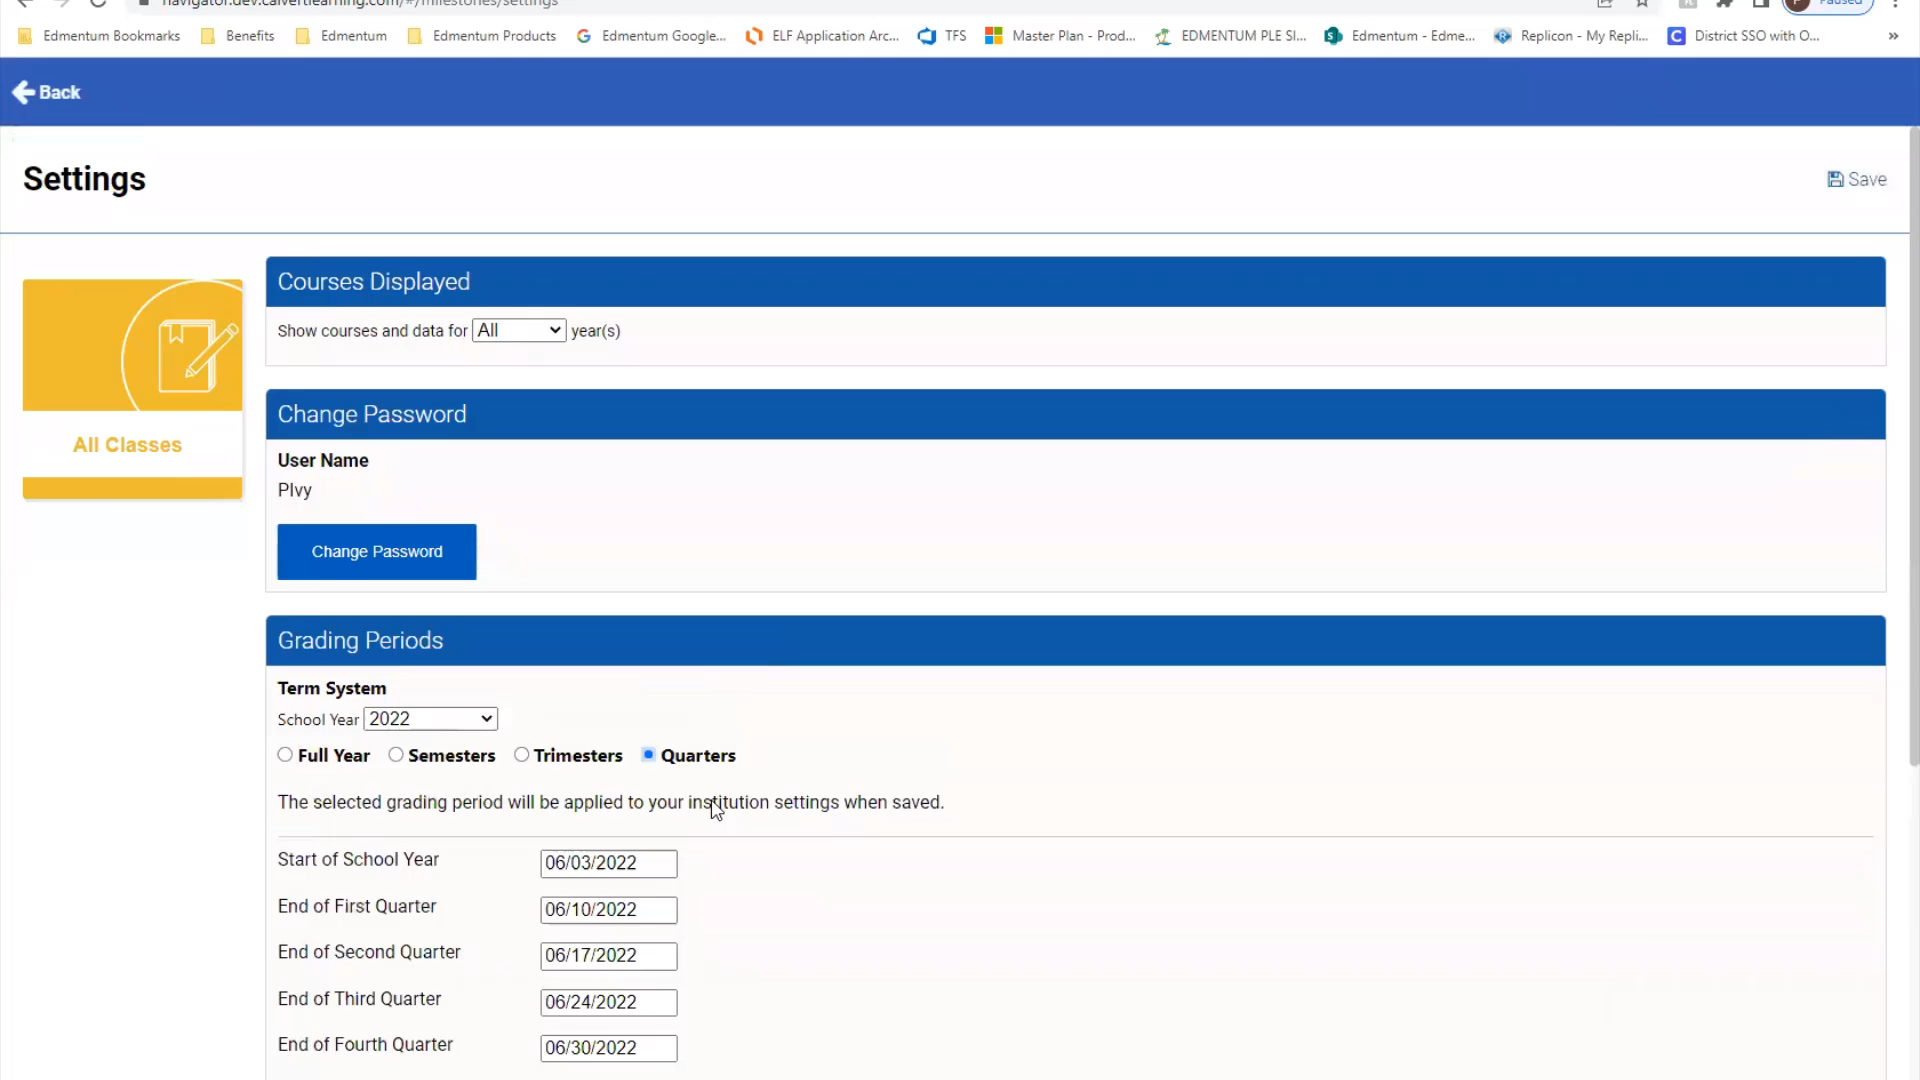 navigator.dev.calvertlearning.com/#/milestones/settings
Paused
Edmentum Bookmarks Benefits Edmentum Edmentum Products Edmentum Google... ELF Application Arc... TFS Master Plan - Prod... EDMENTUM PLE SI... Edmentum - Edme... Replicon - My Repli... District SSO with O... »
Back
Settings
Save
Courses Displayed
Show courses and data for All year(s)
Change Password
All Classes
User Name
PIvy
Change Password
Grading Periods
Term System
School Year 2022
Full Year Semesters Trimesters Quarters
The selected grading period will be applied to your institution settings when saved.
Start of School Year 06/03/2022
End of First Quarter 06/10/2022
End of Second Quarter 06/17/2022
End of Third Quarter 06/24/2022
End of Fourth Quarter 06/30/2022